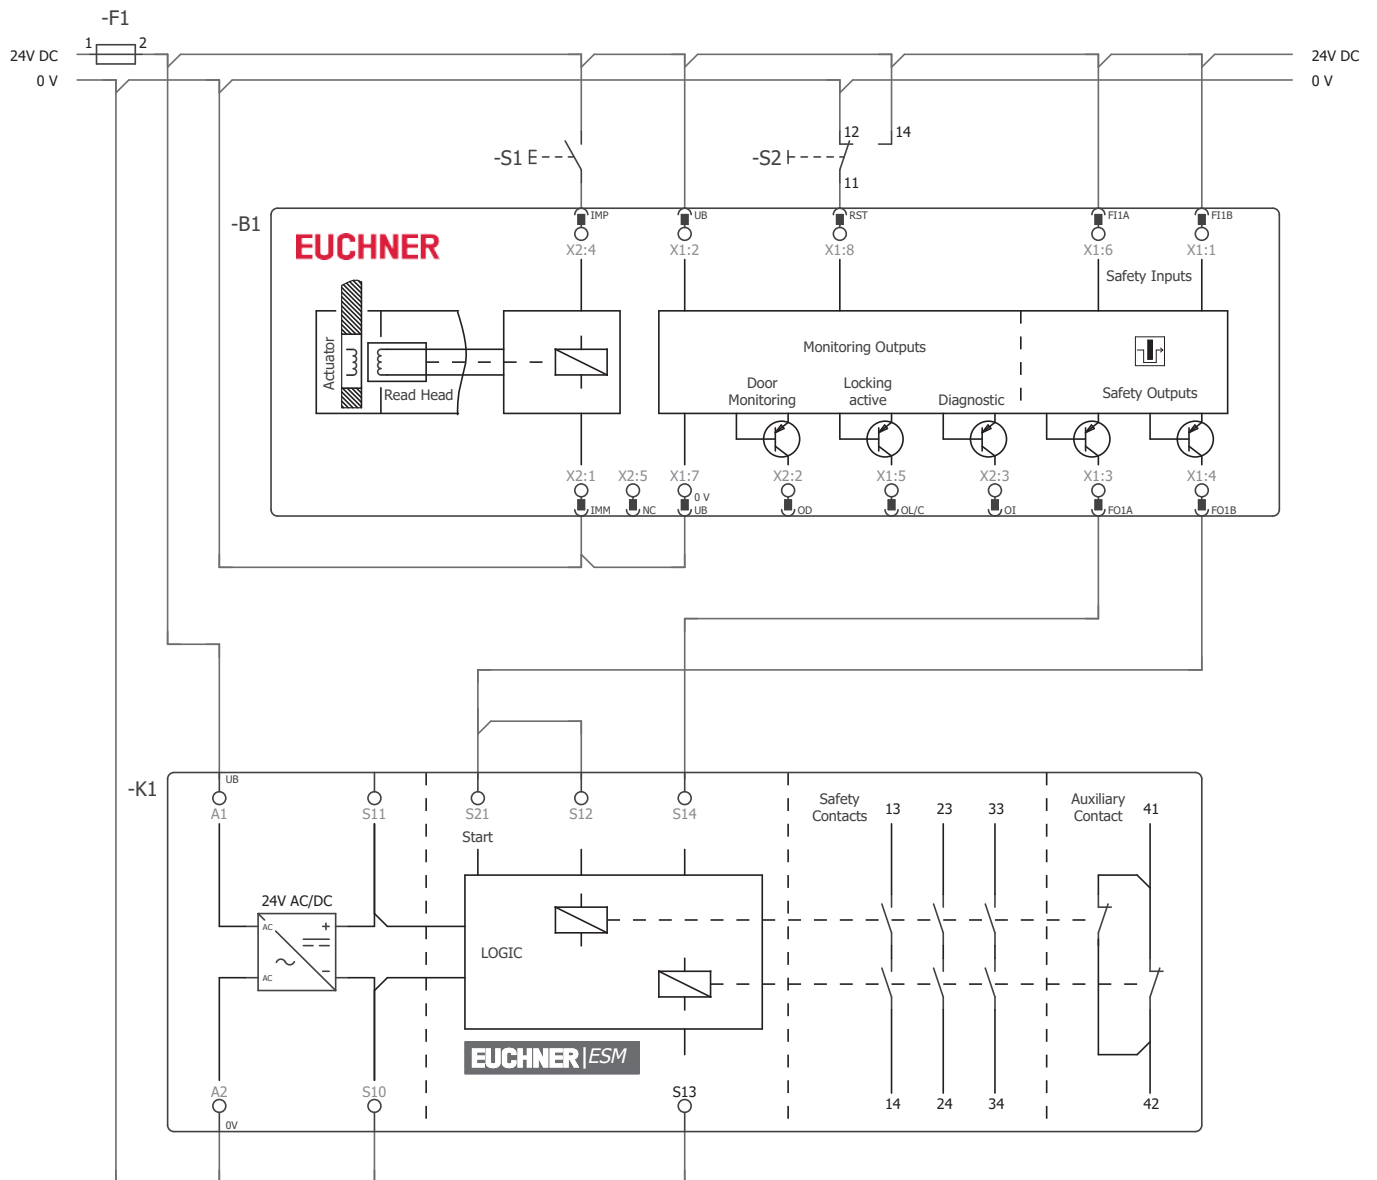 -F1
1 2
24V DC 24V DC
0 V 0 V
12 14
-S1 -S2
11
-B1 IMP UB RST FI1A FI1B
EUCHNER X2:4 X1:2 X1:8 X1:6 X1:1
Safety Inputs
Actuator
Read Head
Monitoring Outputs
Door
Monitoring
Locking
active
Diagnostic
Safety Outputs
X2:1 X2:5 X1:7 X2:2 X1:5 X2:3 X1:3 X1:4
0 V
IMM NC UB OD OL/C OI FO1A FO1B
-K1 UB
A1 S11 S21 S12 S14
Start
Safety
Contacts
13 23 33
Auxiliary
Contact
41
24V AC/DC
AC +
LOGIC
AC −
EUCHNER|ESM
A2 S10 S13 14 24 34 42
0V